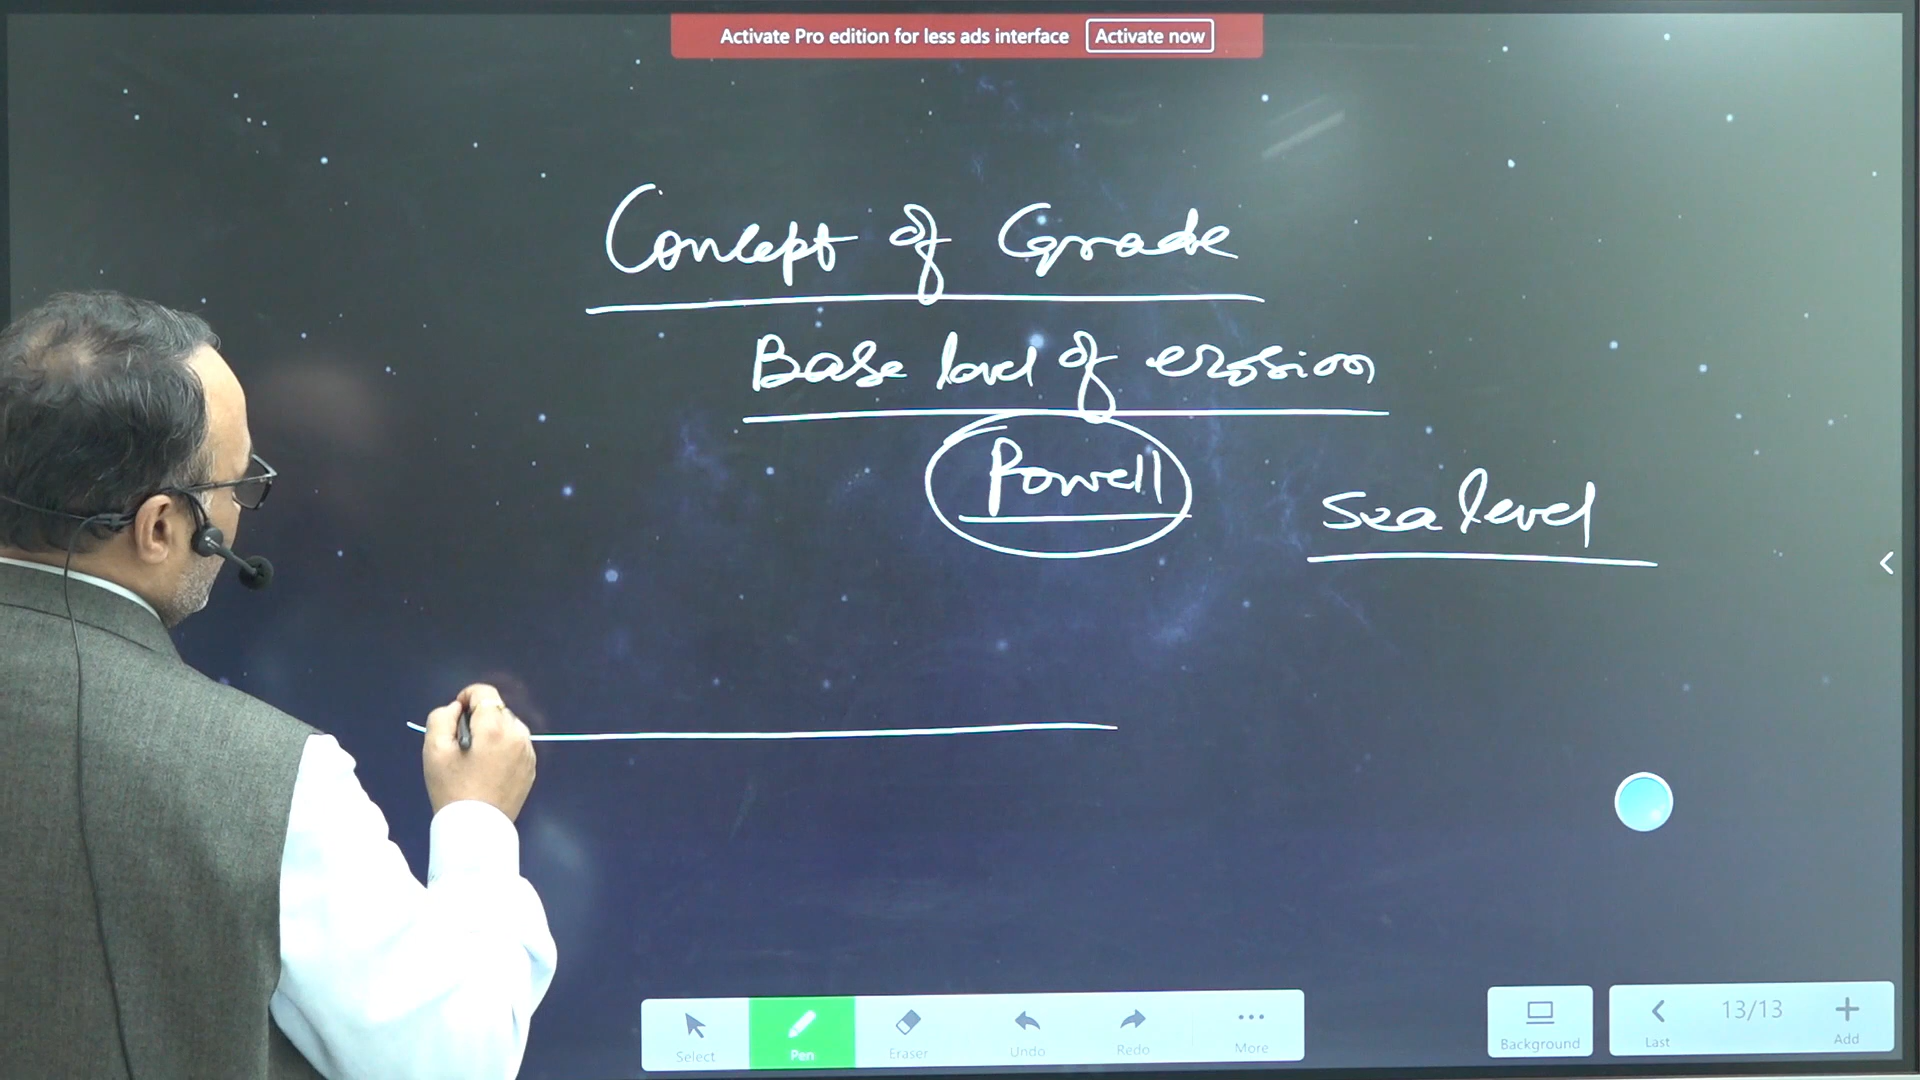 Activate Pro edition for less ads interface Activate now
Concept of Grade
Base level of erosion
Powell
Sea level
Select Pen Eraser Undo Redo More
Background
Last 13/13 Add